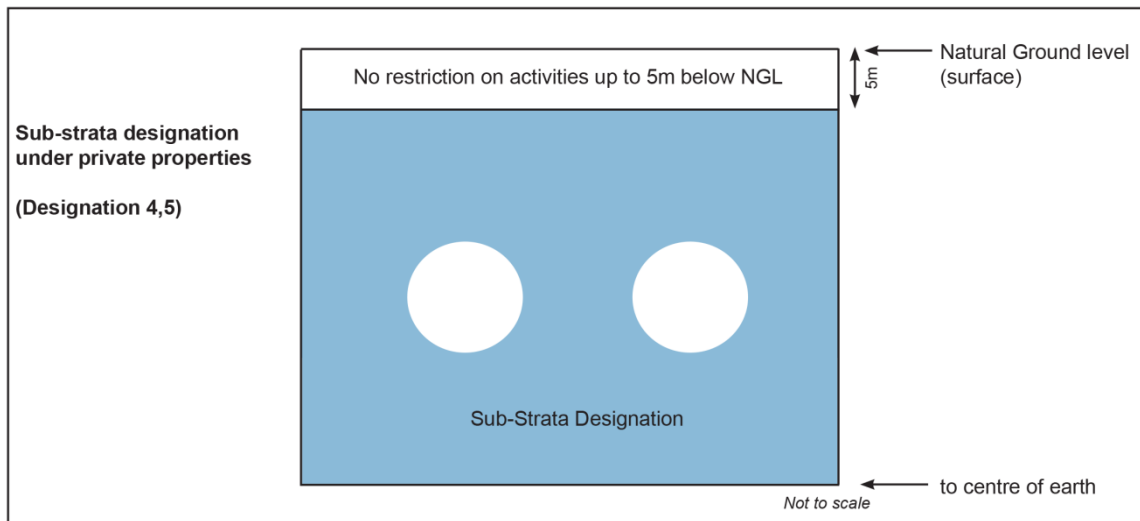 Natural Ground level
(surface)
5m
No restriction on activities up to 5m below NGL
Sub-strata designation
under private properties
(Designation 4,5)
Sub-Strata Designation
to centre of earth
Not to scale